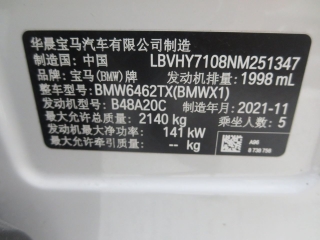 华晨宝马汽车有限公司制造
制造国: 中国 LBVHY7108NM251347
品牌: 宝马(BMW)牌 发动机排量: 1998 mL
整车型号: BMW6462TX(BMWX1)
发动机型号: B48A20C 制造年月: 2021-11
最大允许总质量: 2140 kg 乘坐人数: 5
发动机最大净功率: 141 kW
最大允许牵引质量: -- kg